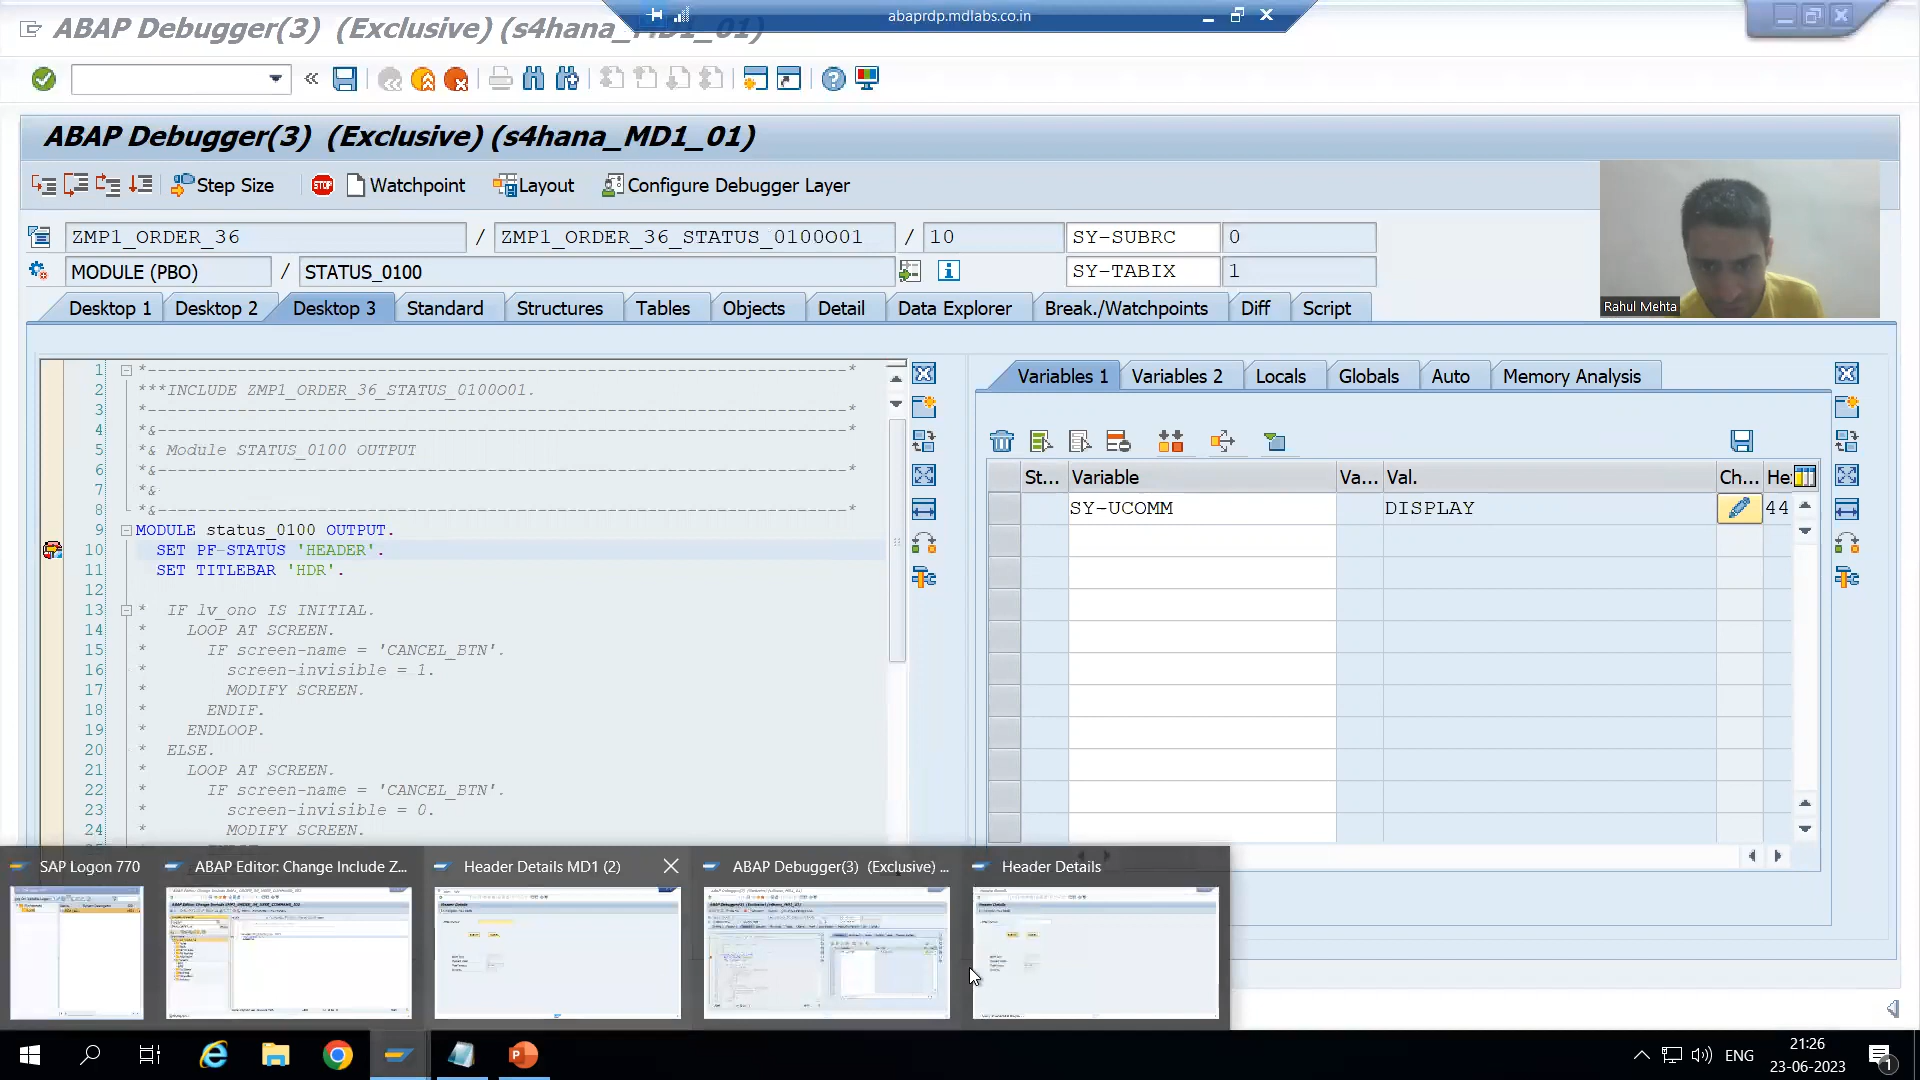 ABAP Debugger(3) (Exclusive) (s4hana_MD1_01)
abaprdp.mdlabs.co.in
ABAP Debugger(3) (Exclusive) (s4hana_MD1_01)
Step Size
STOP
Watchpoint
Layout
Configure Debugger Layer
ZMP1_ORDER_36 / ZMP1_ORDER_36_STATUS_0100O01 / 10 SY-SUBRC 0
MODULE (PBO) / STATUS_0100 SY-TABIX 1
Rahul Mehta
Desktop 1 Desktop 2 Desktop 3 Standard Structures Tables Objects Detail Data Explorer Break./Watchpoints Diff Script
1 *----------------------------------------------------------------------*
2 ***INCLUDE ZMP1_ORDER_36_STATUS_0100O01.
3 *----------------------------------------------------------------------*
4 *&---------------------------------------------------------------------*
5 *& Module STATUS_0100 OUTPUT
6 *&---------------------------------------------------------------------*
7 *&
8 *&---------------------------------------------------------------------*
9 MODULE status_0100 OUTPUT.
10 SET PF-STATUS 'HEADER'.
11 SET TITLEBAR 'HDR'.
12
13 * IF lv_ono IS INITIAL.
14 * LOOP AT SCREEN.
15 * IF screen-name = 'CANCEL_BTN'.
16 * screen-invisible = 1.
17 * MODIFY SCREEN.
18 * ENDIF.
19 * ENDLOOP.
20 * ELSE.
21 * LOOP AT SCREEN.
22 * IF screen-name = 'CANCEL_BTN'.
23 * screen-invisible = 0.
24 * MODIFY SCREEN.
Variables 1 Variables 2 Locals Globals Auto Memory Analysis
St... Variable Va... Val. Ch... He
SY-UCOMM DISPLAY 44
SAP Logon 770
ABAP Editor: Change Include Z...
Header Details MD1 (2)
ABAP Debugger(3) (Exclusive) ...
Header Details
ENG
21:26
23-06-2023
1